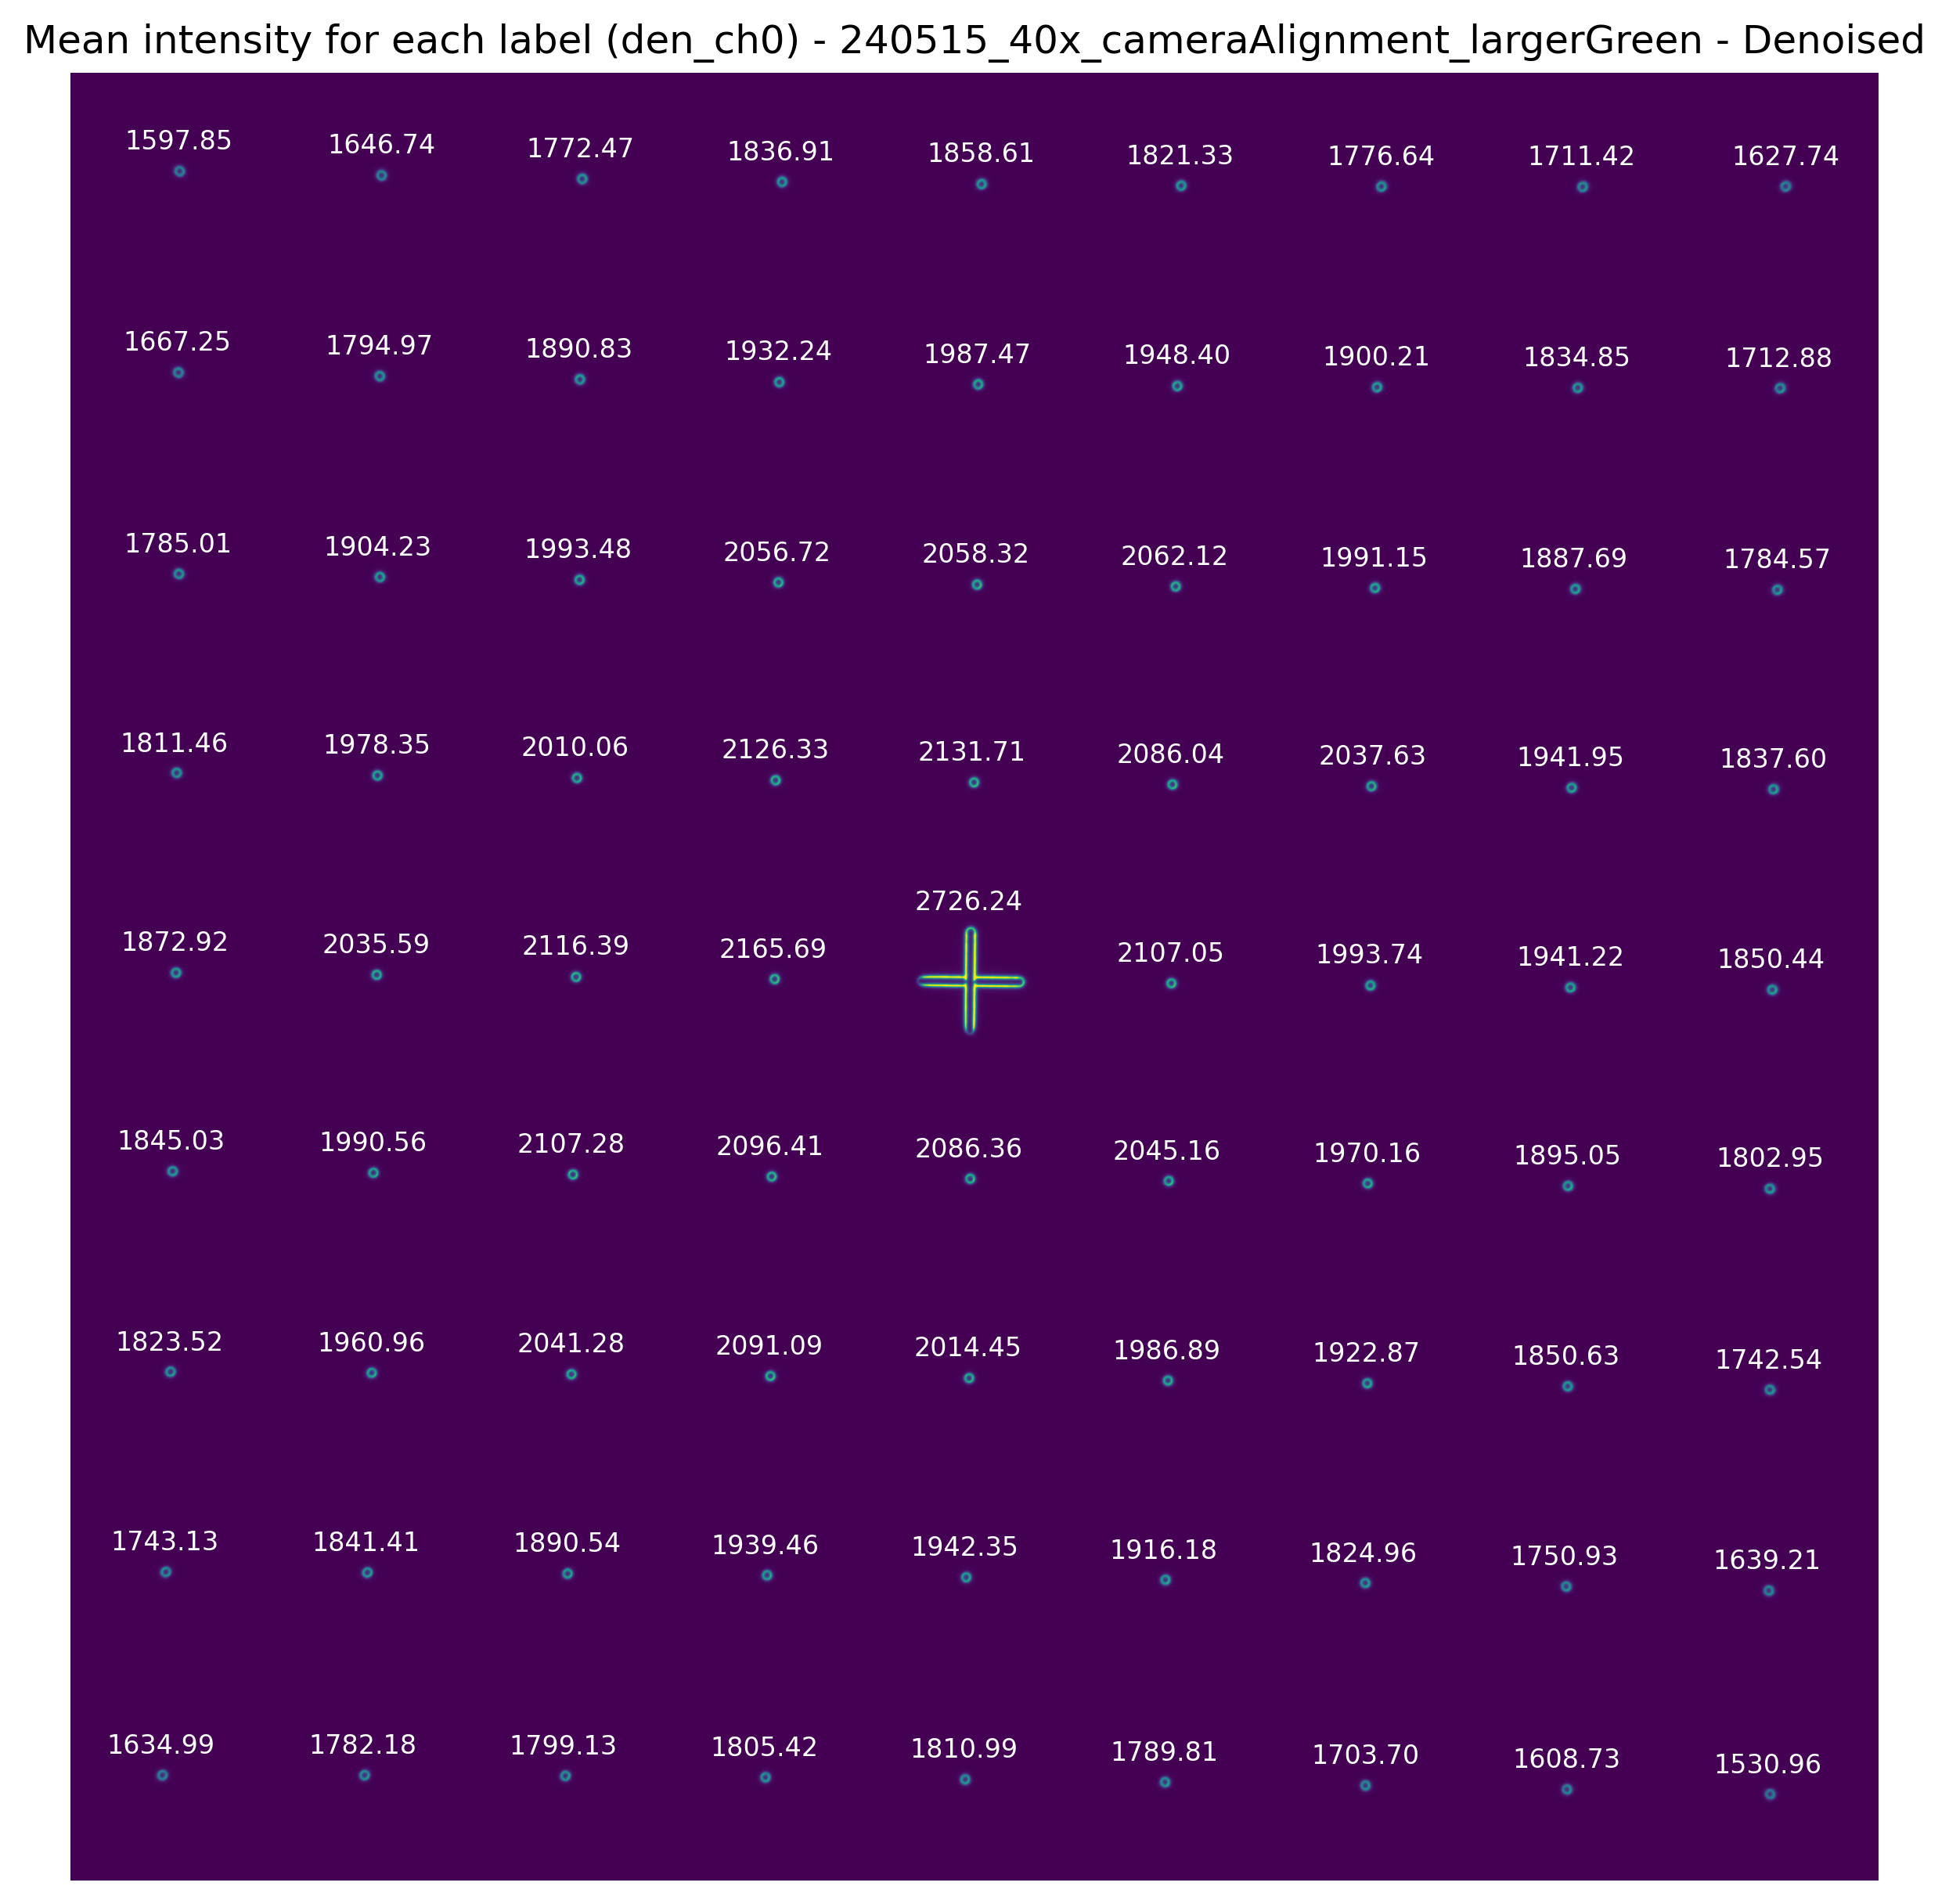 Mean intensity for each label (den_ch0) - 240515_40x_cameraAlignment_largerGreen - Denoised
1597.85 1646.74 1772.47 1836.91 1858.61 1821.33 1776.64 1711.42 1627.74
1667.25 1794.97 1890.83 1932.24 1987.47 1948.40 1900.21 1834.85 1712.88
1785.01 1904.23 1993.48 2056.72 2058.32 2062.12 1991.15 1887.69 1784.57
1811.46 1978.35 2010.06 2126.33 2131.71 2086.04 2037.63 1941.95 1837.60
1872.92 2035.59 2116.39 2165.69 2726.24 2107.05 1993.74 1941.22 1850.44
1845.03 1990.56 2107.28 2096.41 2086.36 2045.16 1970.16 1895.05 1802.95
1823.52 1960.96 2041.28 2091.09 2014.45 1986.89 1922.87 1850.63 1742.54
1743.13 1841.41 1890.54 1939.46 1942.35 1916.18 1824.96 1750.93 1639.21
1634.99 1782.18 1799.13 1805.42 1810.99 1789.81 1703.70 1608.73 1530.96